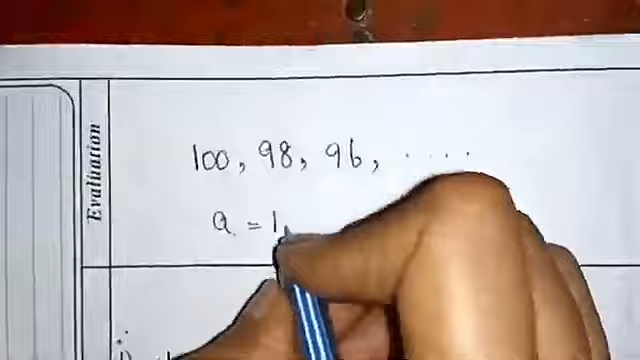 Evaluation
100, 98, 96, .....
a = 1